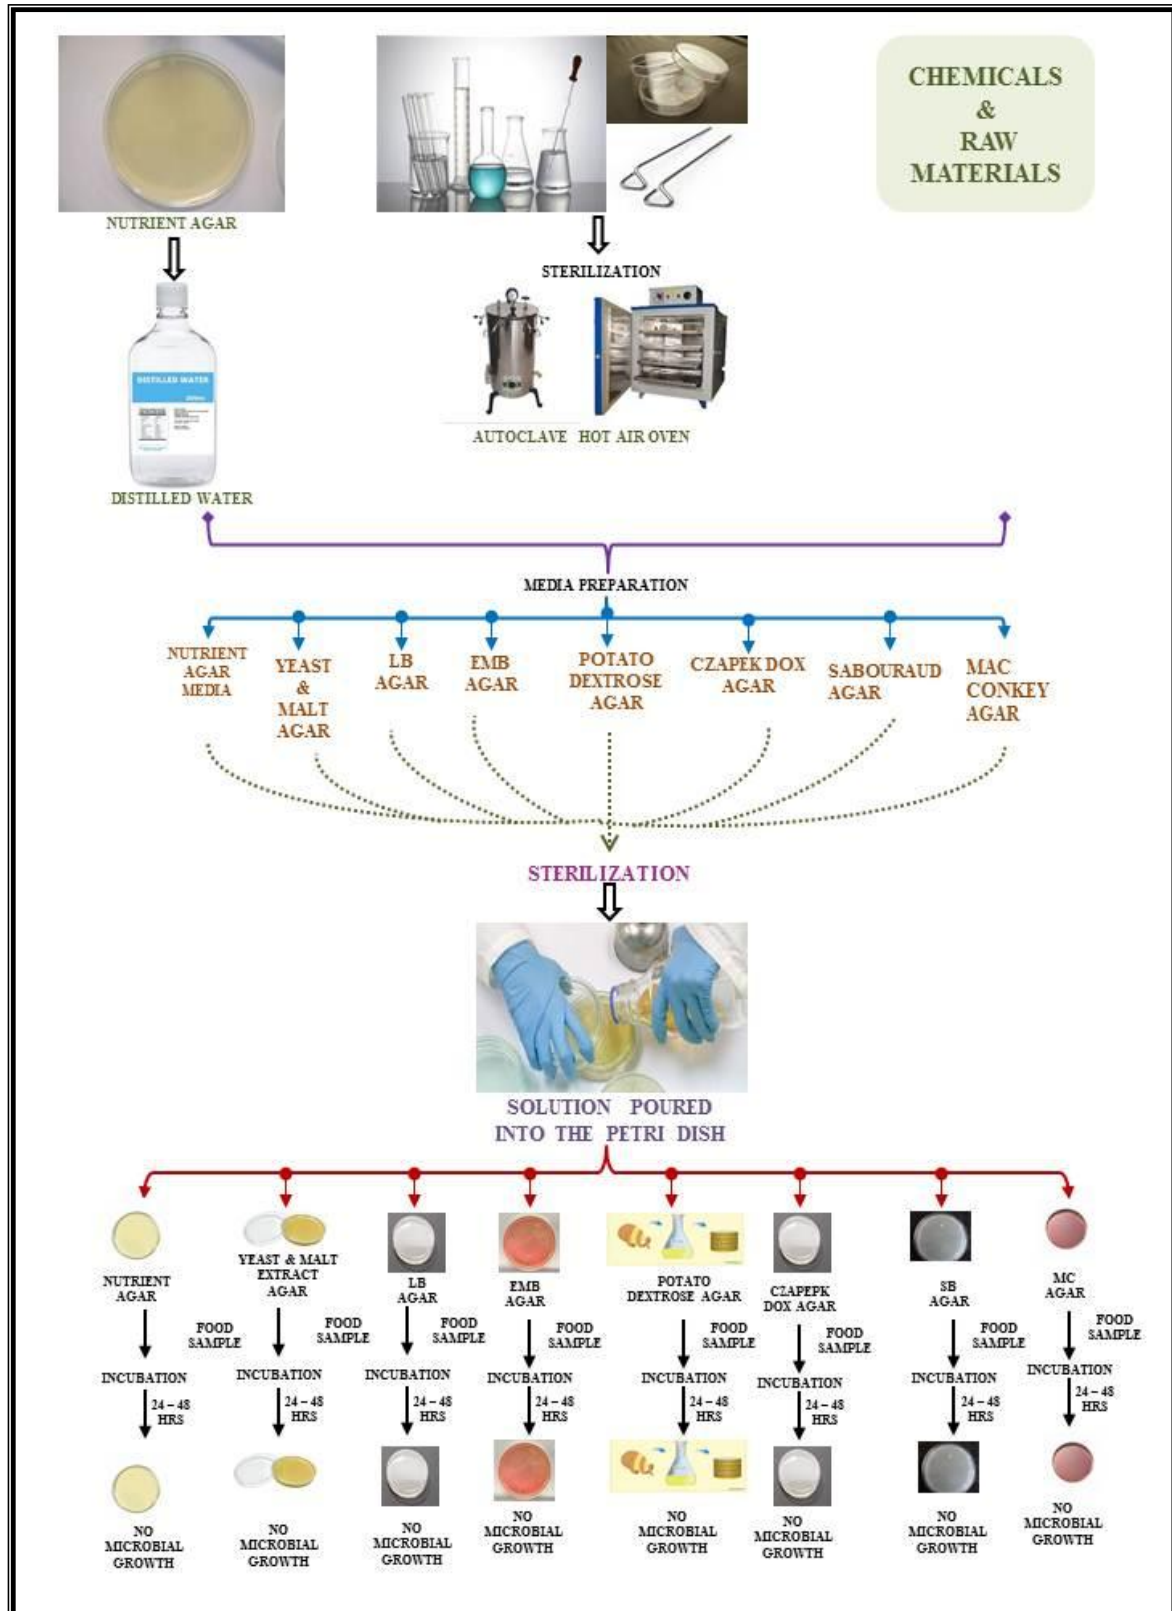 CHEMICALS
&
RAW
MATERIALS
NUTRIENT AGAR
STERILIZATION
DISTILLED WATER
AUTOCLAVE HOT AIR OVEN
DISTILLED WATER
MEDIA PREPARATION
NUTRIENT
AGAR
MEDIA
YEAST
&
MALT
AGAR
LB
AGAR
EMB
AGAR
POTATO
DEXTROSE
AGAR
CZAPEK DOX
AGAR
SABOURAUD
AGAR
MAC
CONKEY
AGAR
STERILIZATION
SOLUTION POURED
INTO THE PETRI DISH
NUTRIENT
AGAR
YEAST & MALT
EXTRACT
AGAR
LB
AGAR
EMB
AGAR
POTATO
DEXTROSE AGAR
CZAPEPK
DOX AGAR
SB
AGAR
MC
AGAR
FOOD
SAMPLE
FOOD
SAMPLE
FOOD
SAMPLE
FOOD
SAMPLE
FOOD
SAMPLE
FOOD
SAMPLE
FOOD
SAMPLE
FOOD
SAMPLE
INCUBATION
INCUBATION
INCUBATION
INCUBATION
INCUBATION
INCUBATION
INCUBATION
INCUBATION
24 – 48
HRS
24 – 48
HRS
24 – 48
HRS
24 – 48
HRS
24 – 48
HRS
24 – 48
HRS
24 – 48
HRS
24 – 48
HRS
NO
MICROBIAL
GROWTH
NO
MICROBIAL
GROWTH
NO
MICROBIAL
GROWTH
NO
MICROBIAL
GROWTH
NO
MICROBIAL
GROWTH
NO
MICROBIAL
GROWTH
NO
MICROBIAL
GROWTH
NO
MICROBIAL
GROWTH